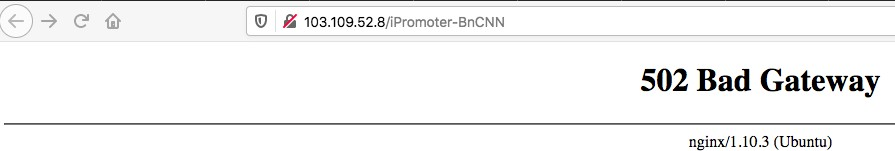 103.109.52.8/iPromoter-BnCNN
502 Bad Gateway
nginx/1.10.3 (Ubuntu)